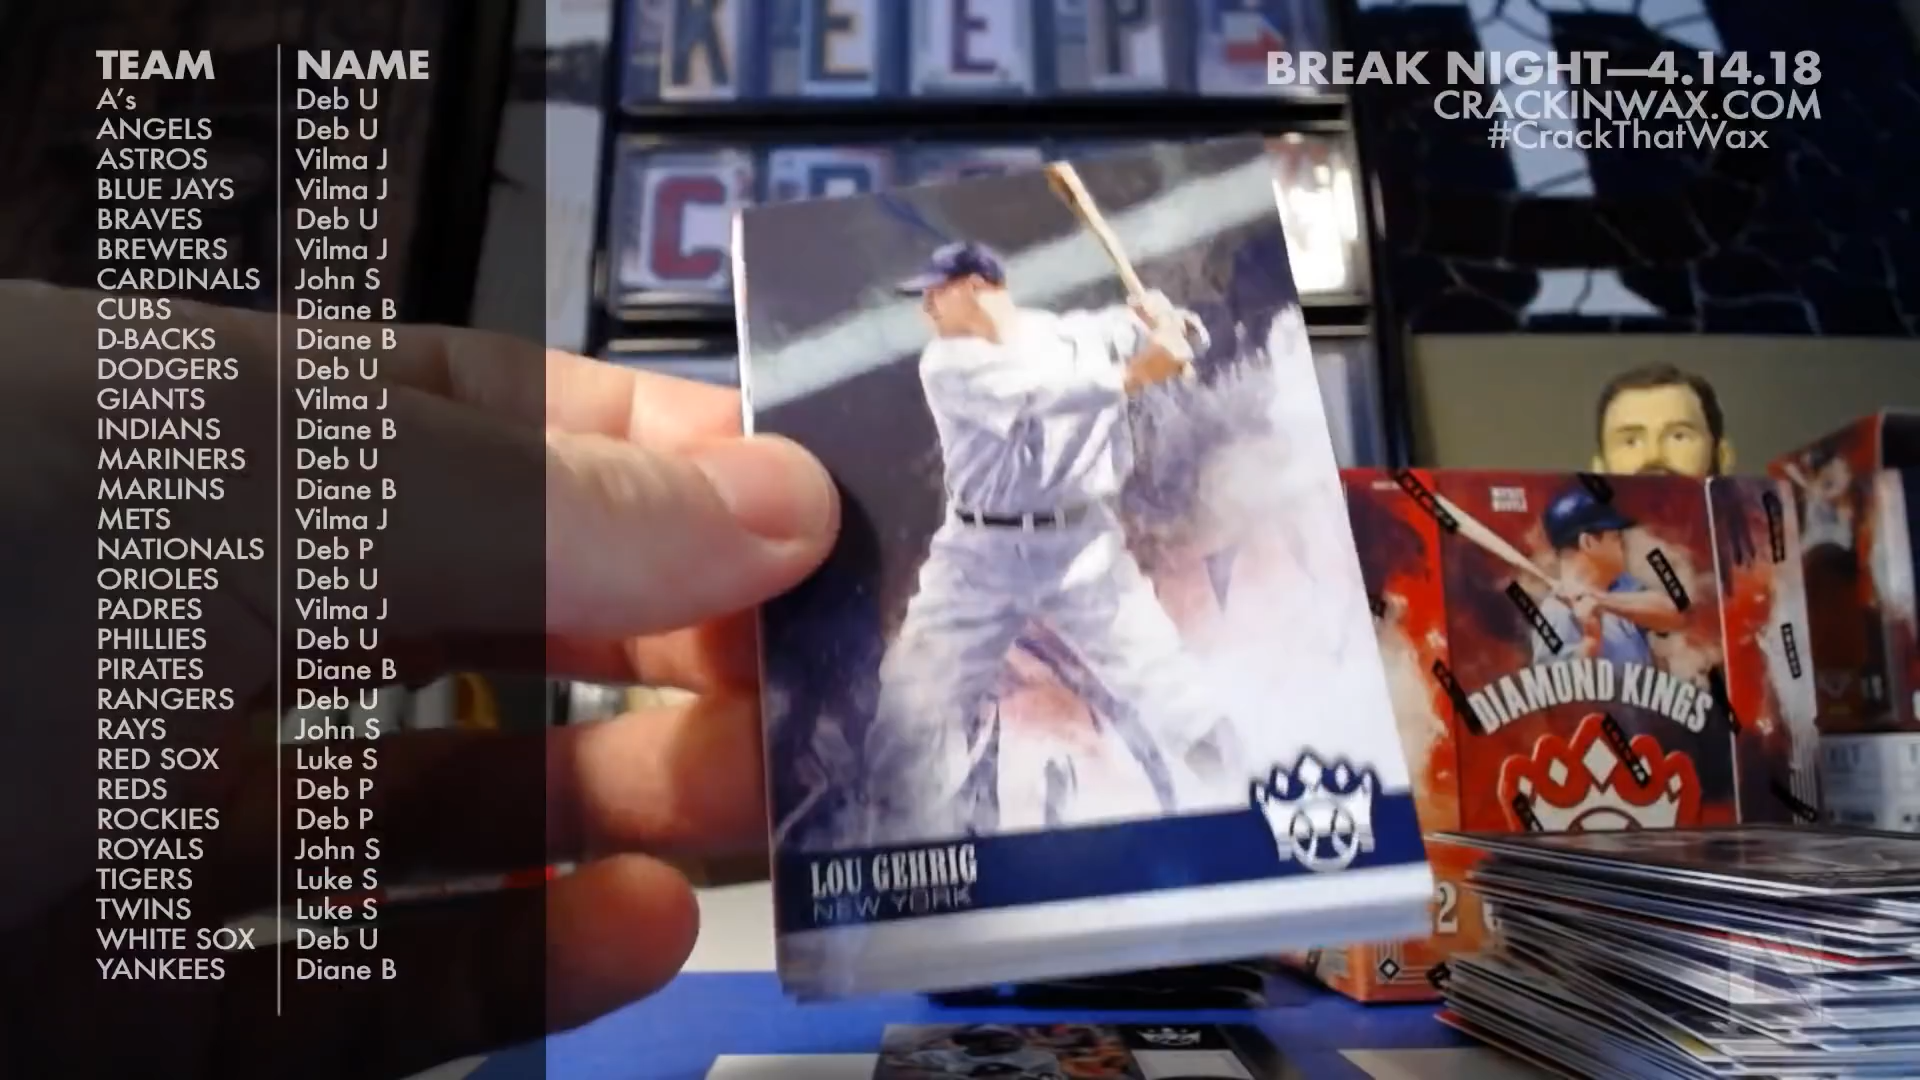 TEAM NAME
A's Deb U
ANGELS Deb U
ASTROS Vilma J
BLUE JAYS Vilma J
BRAVES Deb U
BREWERS Vilma J
CARDINALS John S
CUBS Diane B
D-BACKS Diane B
DODGERS Deb U
GIANTS Vilma J
INDIANS Diane B
MARINERS Deb U
MARLINS Diane B
METS Vilma J
NATIONALS Deb P
ORIOLES Deb U
PADRES Vilma J
PHILLIES Deb U
PIRATES Diane B
RANGERS Deb U
RAYS John S
RED SOX Luke S
REDS Deb P
ROCKIES Deb P
ROYALS John S
TIGERS Luke S
TWINS Luke S
WHITE SOX Deb U
YANKEES Diane B
BREAK NIGHT—4.14.18
CRACKINWAX.COM
#CrackThatWax
KEEP
C
LOU GEHRIG
NEW YORK
DIAMOND KINGS
PANINI
2